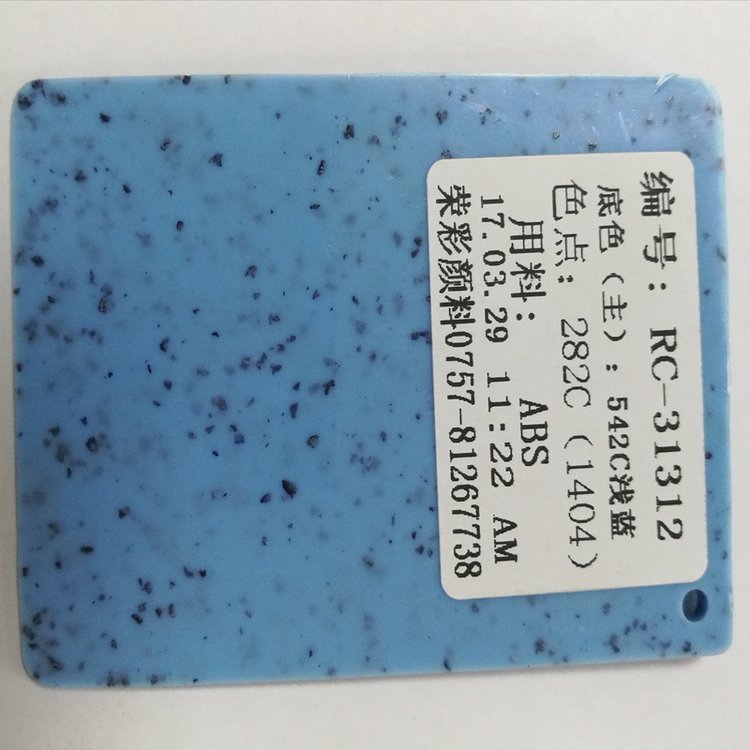 编号：RC-31312
底色（主）：542C浅蓝
色点：282C（1404）
用料：ABS
17.03.29 11:22 AM
荣彩颜料0757-81267738